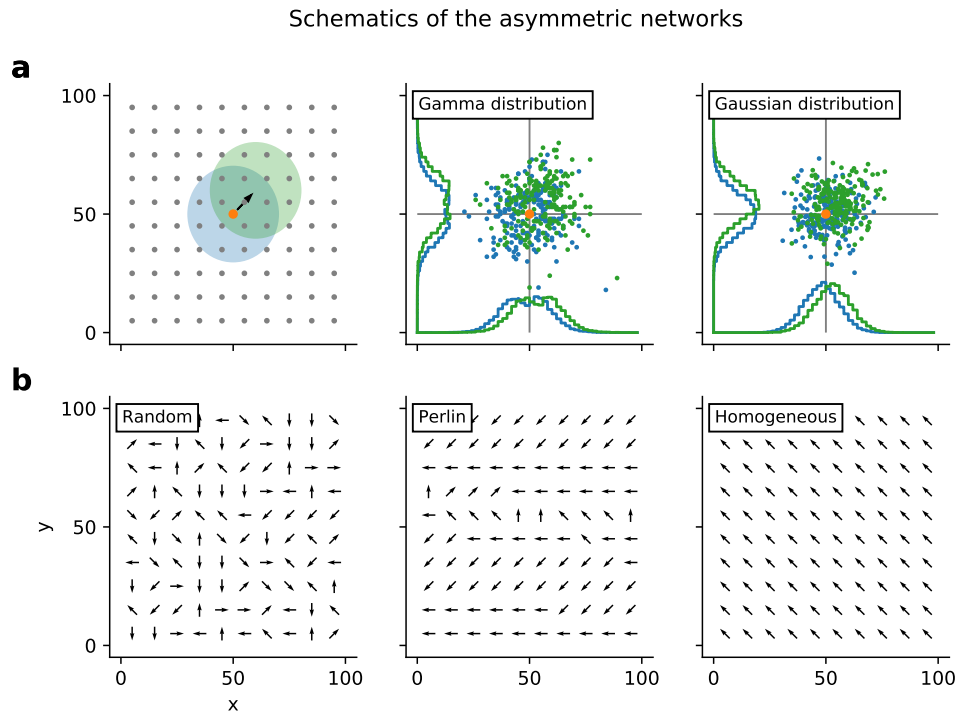 Schematics of the asymmetric networks
a
100
50
0
Gamma distribution
Gaussian distribution
b
100
50
0
y
Random
Perlin
Homogeneous
0 50 100
0 50 100
0 50 100
x